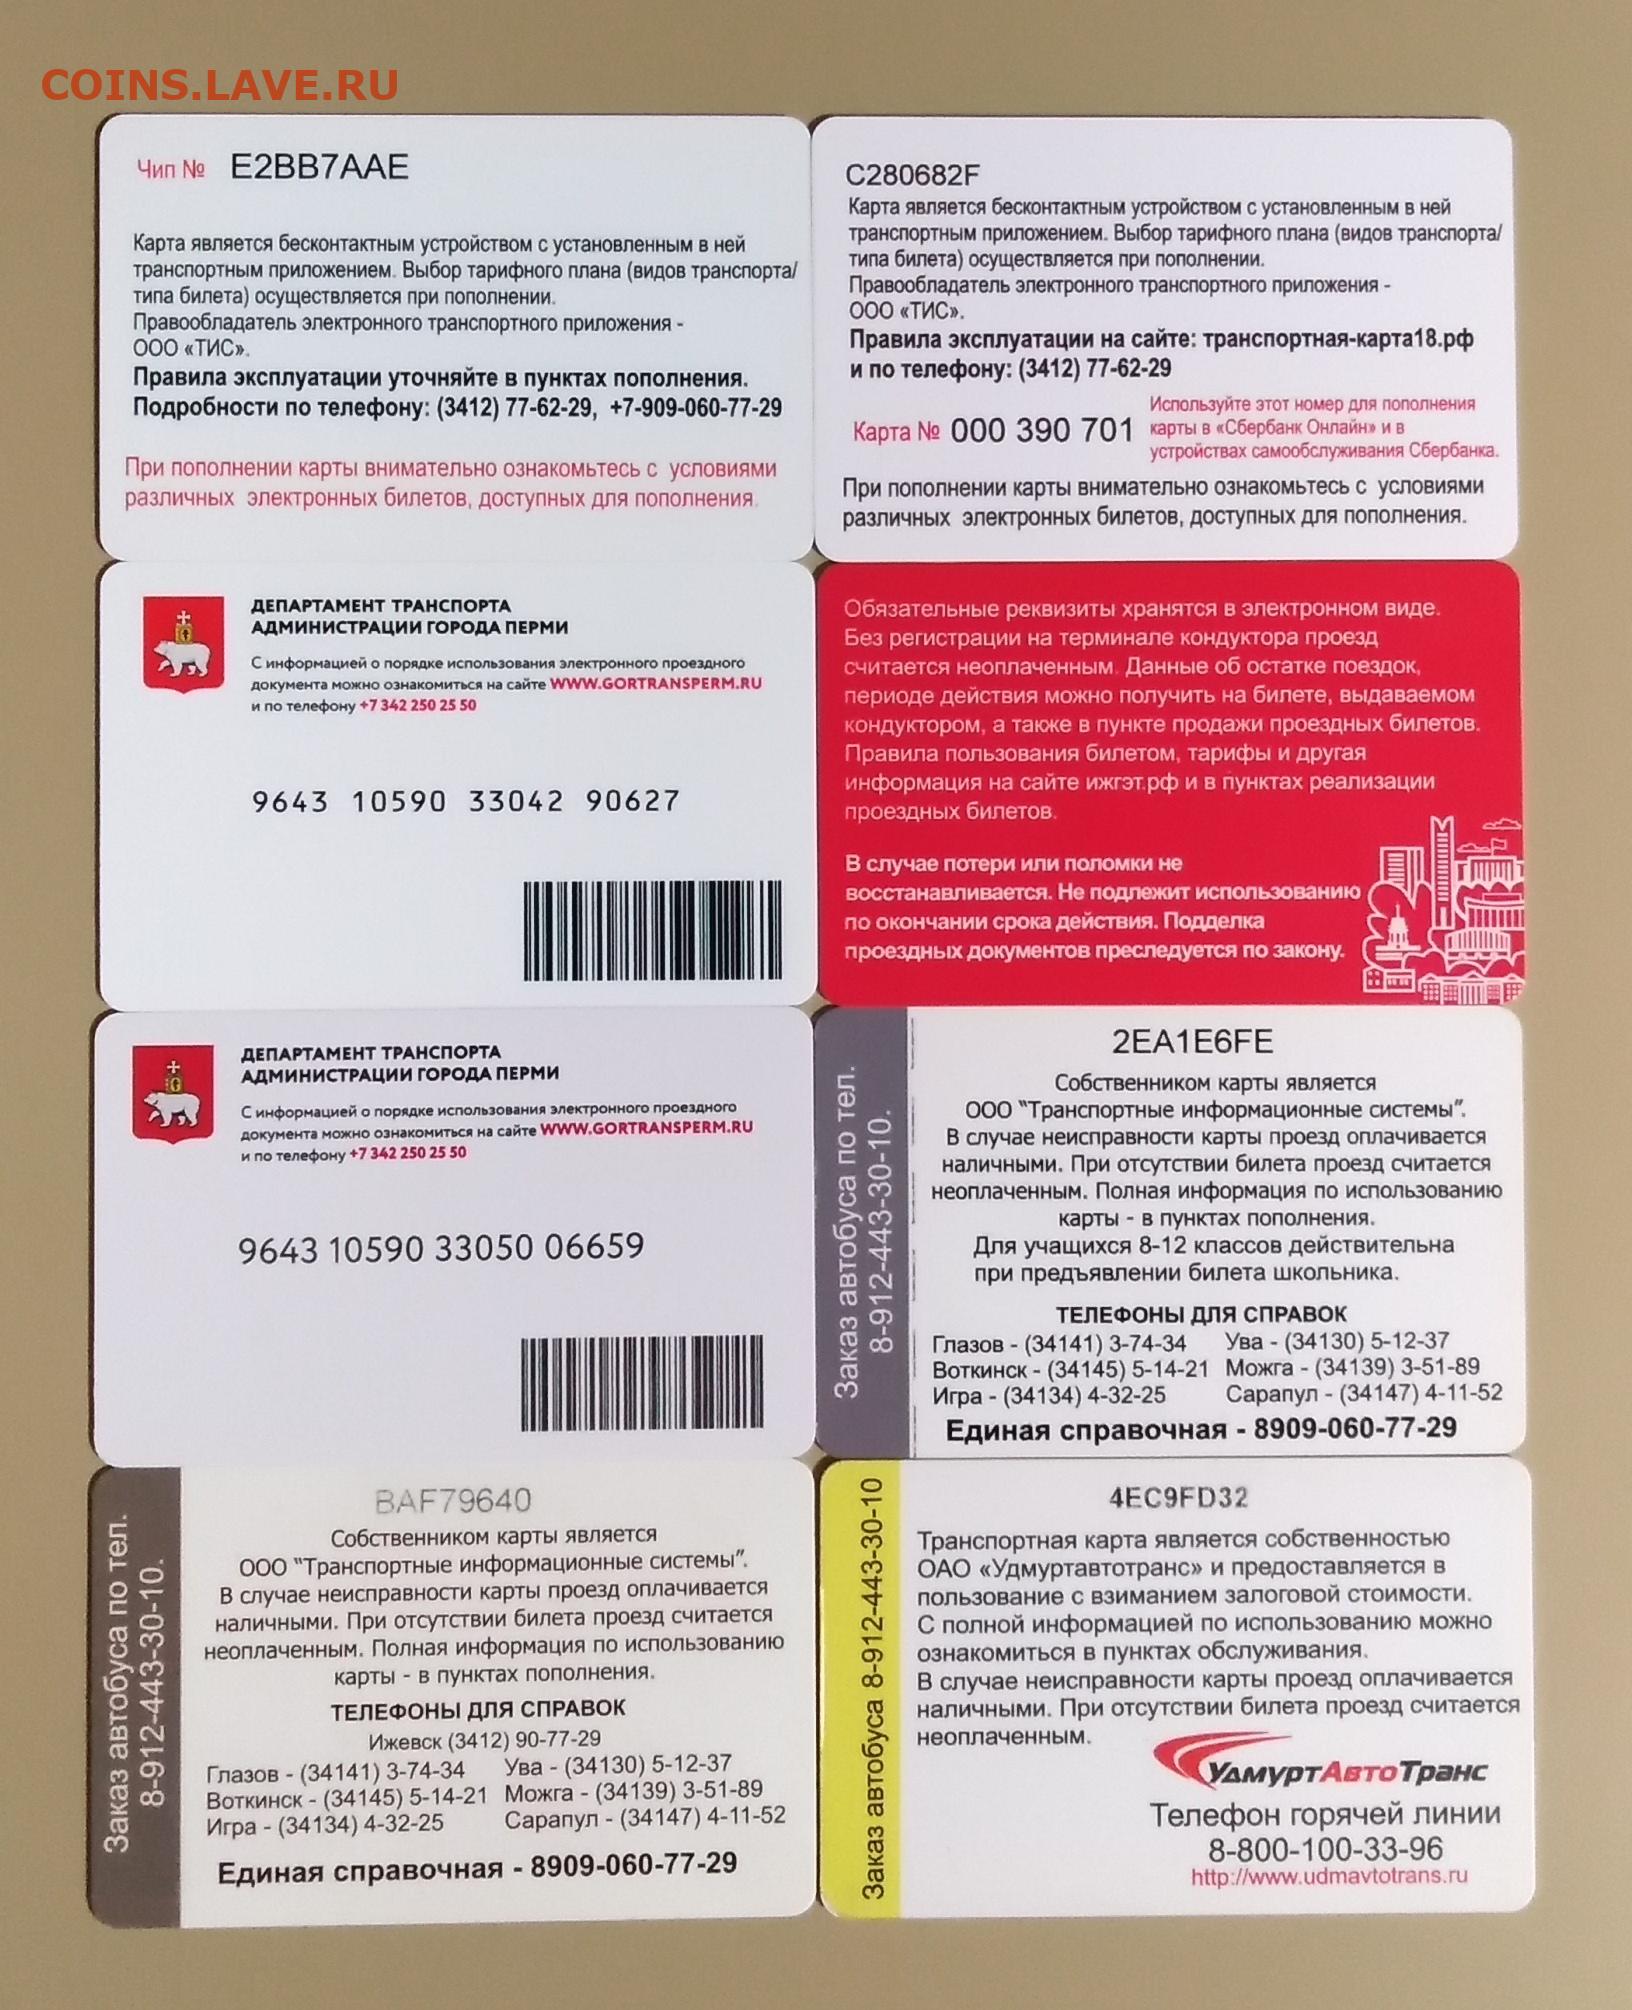 COINS.LAVE.RU
Чип № E2BB7AAE
Карта является бесконтактным устройством с установленным в ней
транспортным приложением. Выбор тарифного плана (видов транспорта/
типа билета) осуществляется при пополнении.
Правообладатель электронного транспортного приложения -
ООО «ТИС».
Правила эксплуатации уточняйте в пунктах пополнения.
Подробности по телефону: (3412) 77-62-29, +7-909-060-77-29
При пополнении карты внимательно ознакомьтесь с условиями
различных электронных билетов, доступных для пополнения.
C280682F
Карта является бесконтактным устройством с установленным в ней
транспортным приложением. Выбор тарифного плана (видов транспорта/
типа билета) осуществляется при пополнении.
Правообладатель электронного транспортного приложения -
ООО «ТИС».
Правила эксплуатации на сайте: транспортная-карта18.рф
и по телефону: (3412) 77-62-29
Карта № 000 390 701
Используйте этот номер для пополнения
карты в «Сбербанк Онлайн» и в
устройствах самообслуживания Сбербанка.
При пополнении карты внимательно ознакомьтесь с условиями
различных электронных билетов, доступных для пополнения.
ДЕПАРТАМЕНТ ТРАНСПОРТА
АДМИНИСТРАЦИИ ГОРОДА ПЕРМИ
С информацией о порядке использования электронного проездного
документа можно ознакомиться на сайте WWW.GORTRANSPERM.RU
и по телефону +7 342 250 25 50
9643 10590 33042 90627
Обязательные реквизиты хранятся в электронном виде.
Без регистрации на терминале кондуктора проезд
считается неоплаченным. Данные об остатке поездок,
периоде действия можно получить на билете, выдаваемом
кондуктором, а также в пункте продажи проездных билетов.
Правила пользования билетом, тарифы и другая
информация на сайте ижгэт.рф и в пунктах реализации
проездных билетов.
В случае потери или поломки не
восстанавливается. Не подлежит использованию
по окончании срока действия. Подделка
проездных документов преследуется по закону.
ДЕПАРТАМЕНТ ТРАНСПОРТА
АДМИНИСТРАЦИИ ГОРОДА ПЕРМИ
С информацией о порядке использования электронного проездного
документа можно ознакомиться на сайте WWW.GORTRANSPERM.RU
и по телефону +7 342 250 25 50
9643 10590 33050 06659
Заказ автобуса по тел.
8-912-443-30-10.
2EA1E6FE
Собственником карты является
ООО "Транспортные информационные системы".
В случае неисправности карты проезд оплачивается
наличными. При отсутствии билета проезд считается
неоплаченным. Полная информация по использованию
карты - в пунктах пополнения.
Для учащихся 8-12 классов действительна
при предъявлении билета школьника.
ТЕЛЕФОНЫ ДЛЯ СПРАВОК
Глазов - (34141) 3-74-34 Ува - (34130) 5-12-37
Воткинск - (34145) 5-14-21 Можга - (34139) 3-51-89
Игра - (34134) 4-32-25 Сарапул - (34147) 4-11-52
Единая справочная - 8909-060-77-29
Заказ автобуса по тел.
8-912-443-30-10.
BAF79640
Собственником карты является
ООО "Транспортные информационные системы".
В случае неисправности карты проезд оплачивается
наличными. При отсутствии билета проезд считается
неоплаченным. Полная информация по использованию
карты - в пунктах пополнения.
ТЕЛЕФОНЫ ДЛЯ СПРАВОК
Ижевск (3412) 90-77-29
Глазов - (34141) 3-74-34 Ува - (34130) 5-12-37
Воткинск - (34145) 5-14-21 Можга - (34139) 3-51-89
Игра - (34134) 4-32-25 Сарапул - (34147) 4-11-52
Единая справочная - 8909-060-77-29
Заказ автобуса 8-912-443-30-10
4EC9FD32
Транспортная карта является собственностью
ОАО «Удмуртавтотранс» и предоставляется в
пользование с взиманием залоговой стоимости.
С полной информацией по использованию можно
ознакомиться в пунктах обслуживания.
В случае неисправности карты проезд оплачивается
наличными. При отсутствии билета проезд считается
неоплаченным.
УдмуртАвтоТранс
Телефон горячей линии
8-800-100-33-96
http://www.udmavtotrans.ru